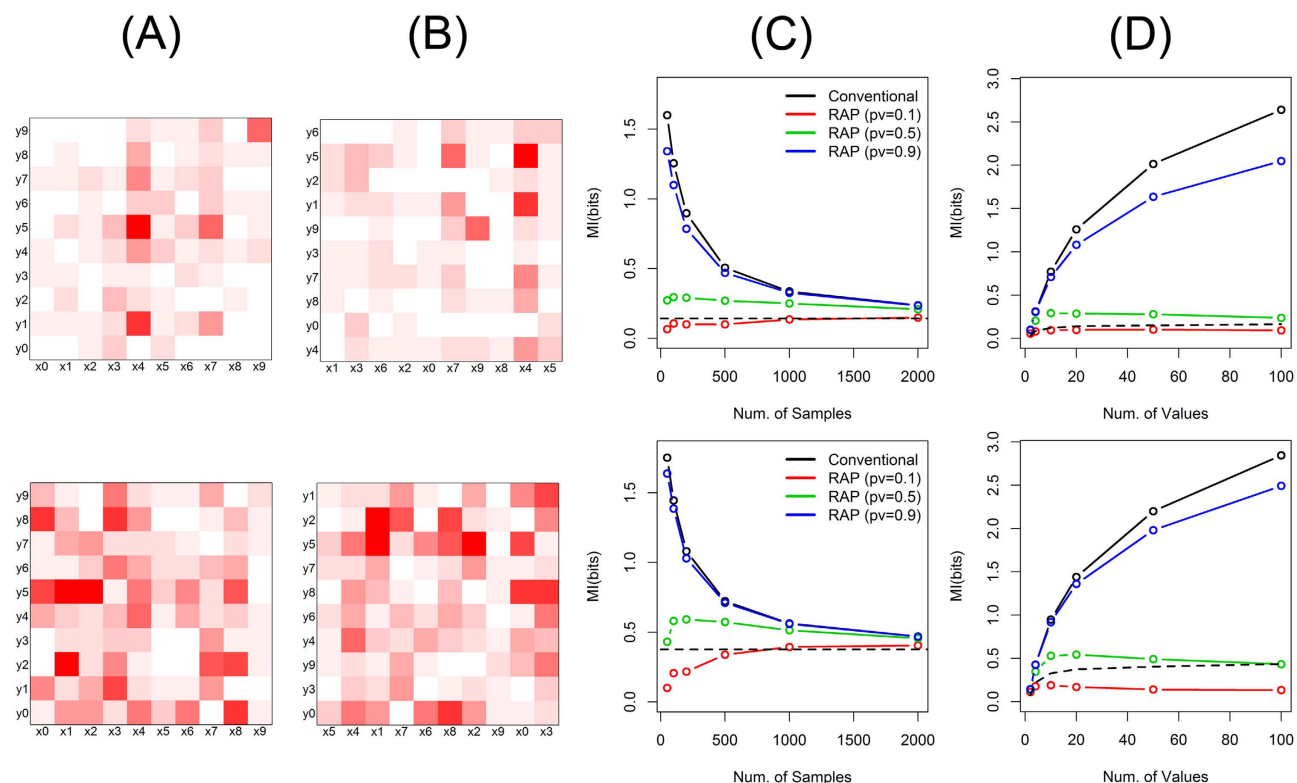 (A)
(B)
(C)
(D)
y9
y8
y7
y6
y5
y4
y3
y2
y1
y0
x0 x1 x2 x3 x4 x5 x6 x7 x8 x9
y6
y5
y2
y1
y9
y3
y7
y8
y0
y4
x1 x3 x6 x2 x0 x7 x9 x8 x4 x5
MI(bits)
0.0 0.5 1.0 1.5
Conventional
RAP (pv=0.1)
RAP (pv=0.5)
RAP (pv=0.9)
0 500 1000 1500 2000
Num. of Samples
MI(bits)
0.0 0.5 1.0 1.5 2.0 2.5 3.0
0 20 40 60 80 100
Num. of Values
y9
y8
y7
y6
y5
y4
y3
y2
y1
y0
x0 x1 x2 x3 x4 x5 x6 x7 x8 x9
y1
y2
y5
y7
y8
y6
y4
y9
y3
y0
x5 x4 x1 x7 x6 x8 x2 x9 x0 x3
MI(bits)
0.0 0.5 1.0 1.5
Conventional
RAP (pv=0.1)
RAP (pv=0.5)
RAP (pv=0.9)
0 500 1000 1500 2000
Num. of Samples
MI(bits)
0.0 0.5 1.0 1.5 2.0 2.5 3.0
0 20 40 60 80 100
Num. of Values